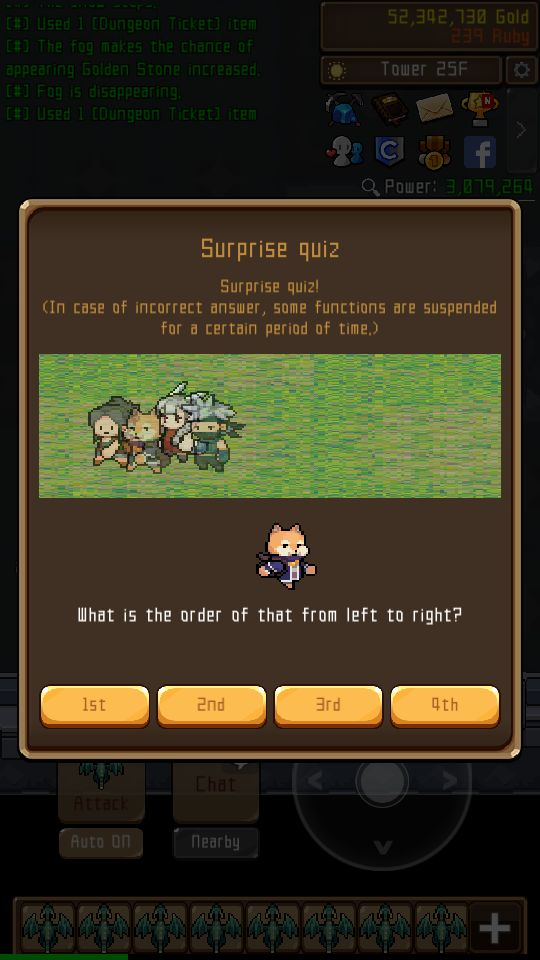 [#] Used 1 [Dungeon Ticket] item
[#] The fog makes the chance of
appearing Golden Stone increased.
[#] Fog is disappearing.
[#] Used 1 [Dungeon Ticket] item
52,342,730 Gold
239 Ruby
Tower 25F
N
C
f
Power: 3,079,264
Surprise quiz
Surprise quiz!
(In case of incorrect answer, some functions are suspended
for a certain period of time.)
What is the order of that from left to right?
1st 2nd 3rd 4th
Attack
Chat
Auto ON
Nearby